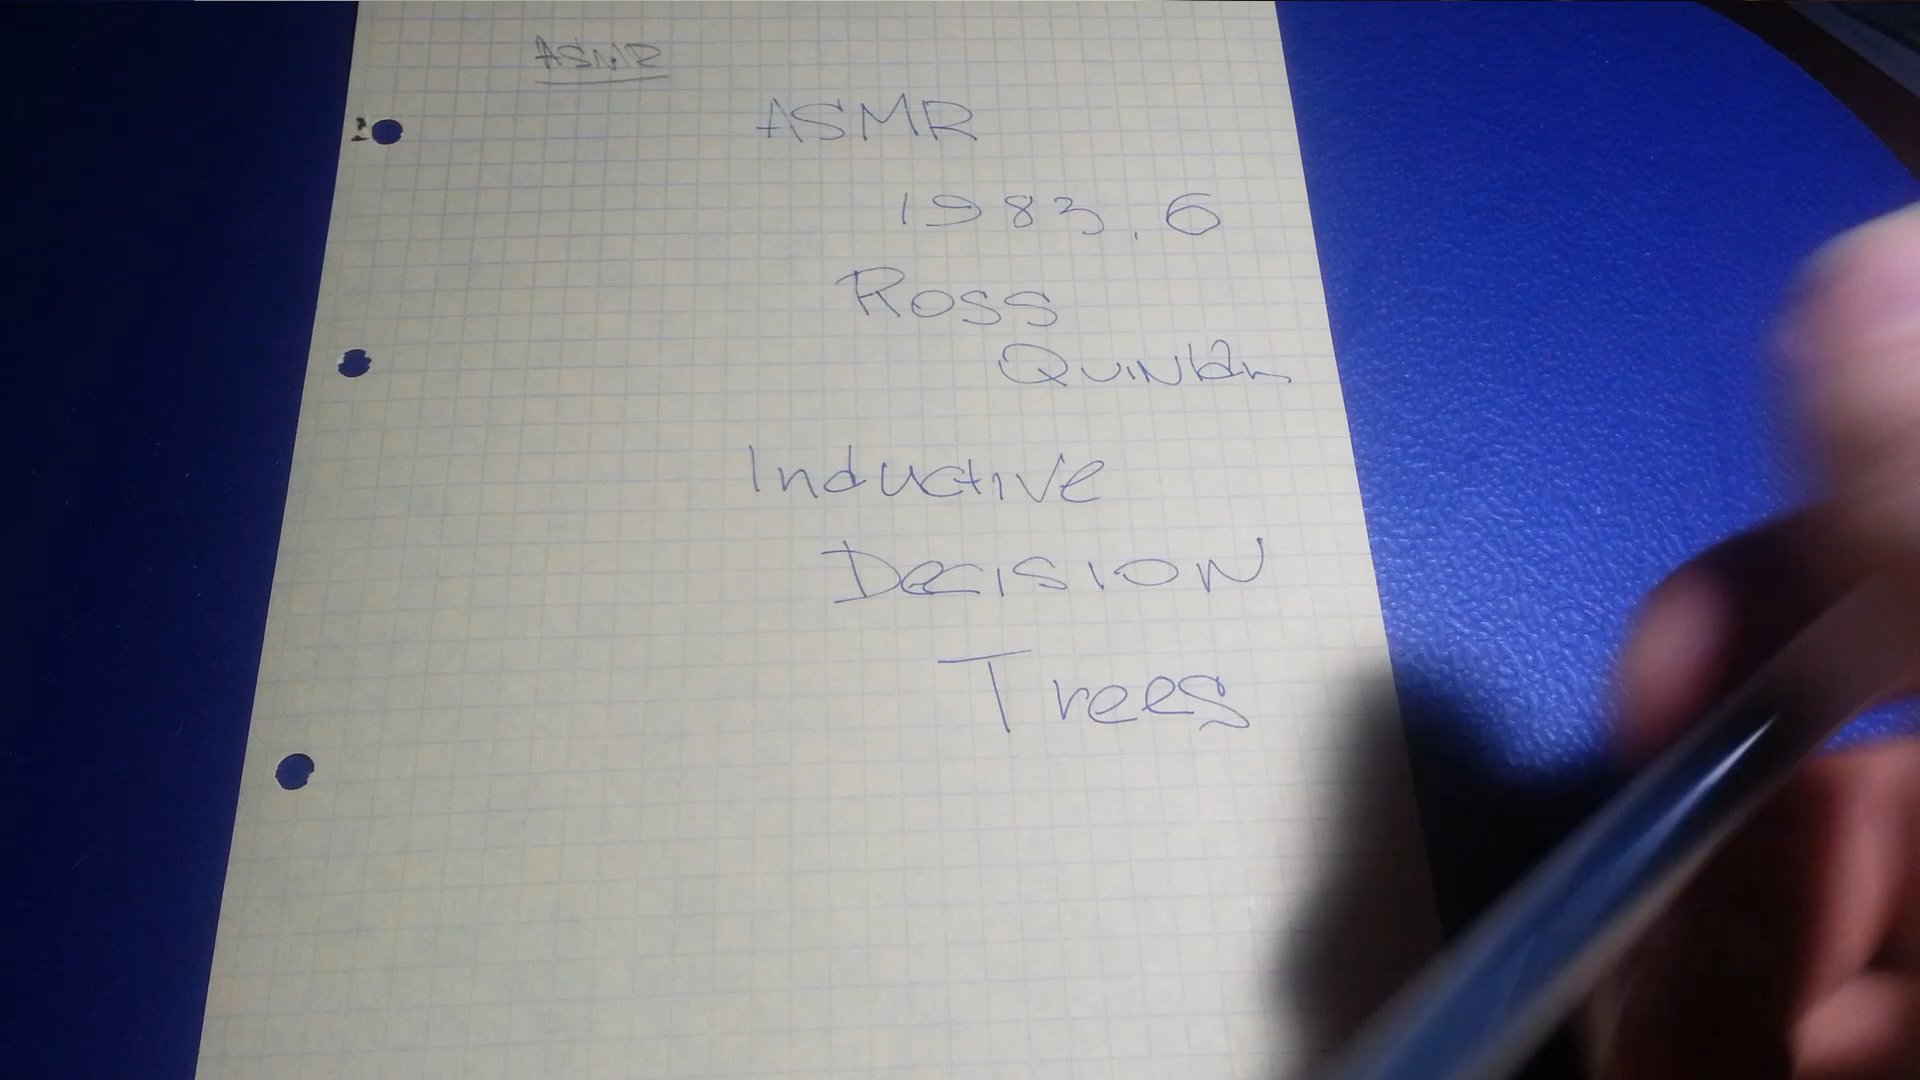 ASMR
ASMR
1983.6
Ross
Quinlan
Inductive
Decision
Trees